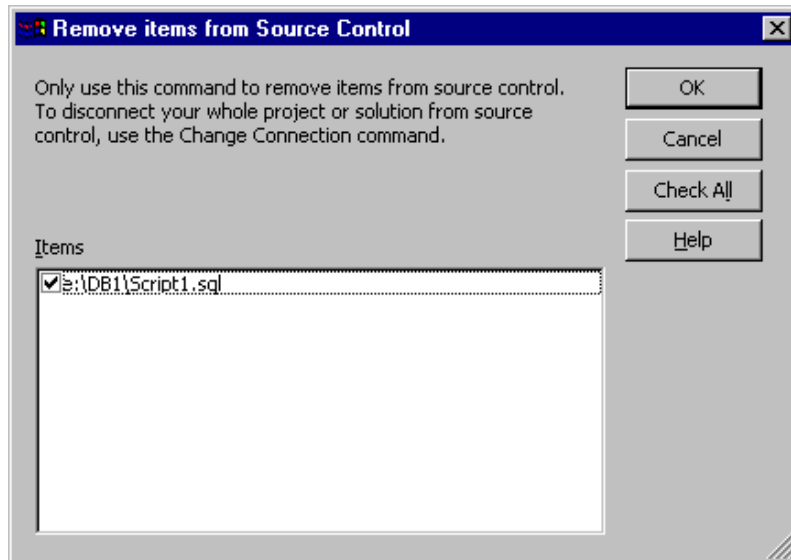 Remove items from Source Control
Only use this command to remove items from source control.
To disconnect your whole project or solution from source
control, use the Change Connection command.
OK
Cancel
Check All
Help
Items
e:\DB1\Script1.sql